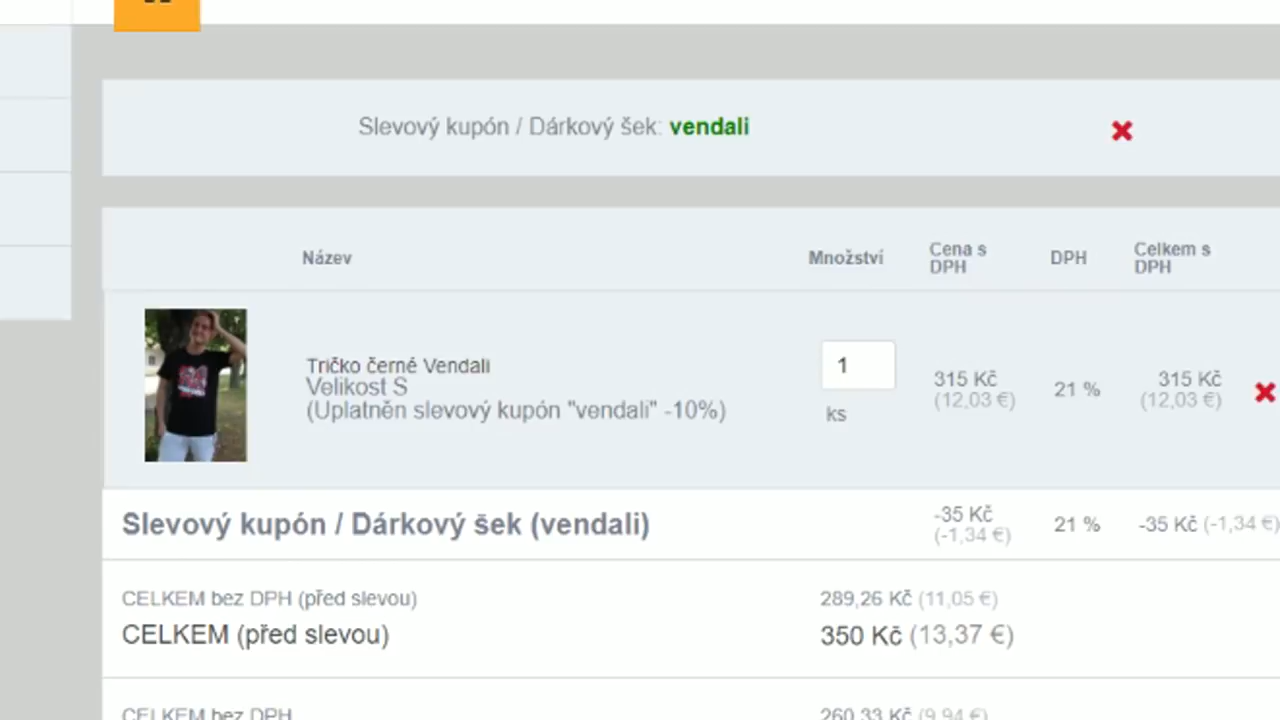 Slevový kupón / Dárkový šek: vendali
Název
Množství
Cena s
DPH
DPH
Celkem s
DPH
Tričko černé Vendali
Velikost S
(Uplatněn slevový kupón "vendali" -10%)
1
ks
315 Kč
(12,03 €)
21 %
315 Kč
(12,03 €)
Slevový kupón / Dárkový šek (vendali)
-35 Kč
(-1,34 €)
21 %
-35 Kč (-1,34 €)
CELKEM bez DPH (před slevou) 289,26 Kč (11,05 €)
CELKEM (před slevou) 350 Kč (13,37 €)
CELKEM bez DPH 260,33 Kč (9,94 €)